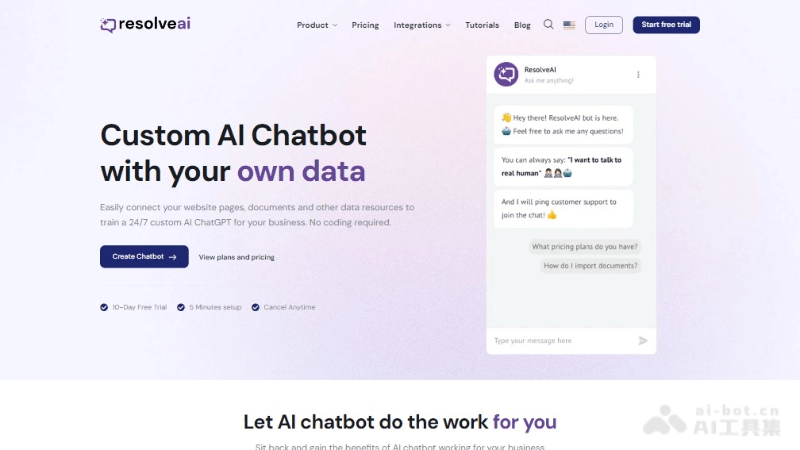 resolveai
Product Pricing Integrations Tutorials Blog Login Start free trial
Custom AI Chatbot
with your own data
Easily connect your website pages, documents and other data resources to
train a 24/7 custom AI ChatGPT for your business. No coding required.
Create Chatbot → View plans and pricing
10-Day Free Trial 5 Minutes setup Cancel Anytime
ResolveAI
Ask me anything!
👋 Hey there! ResolveAI bot is here.
🤖 Feel free to ask me any questions!
You can always say: "I want to talk to
real human"
And I will ping customer support to
join the chat! 👍
What pricing plans do you have?
How do I import documents?
Type your message here
Let AI chatbot do the work for you
Sit back and gain the benefits of AI chatbot working for your business
ai-bot.cn
AI工具集